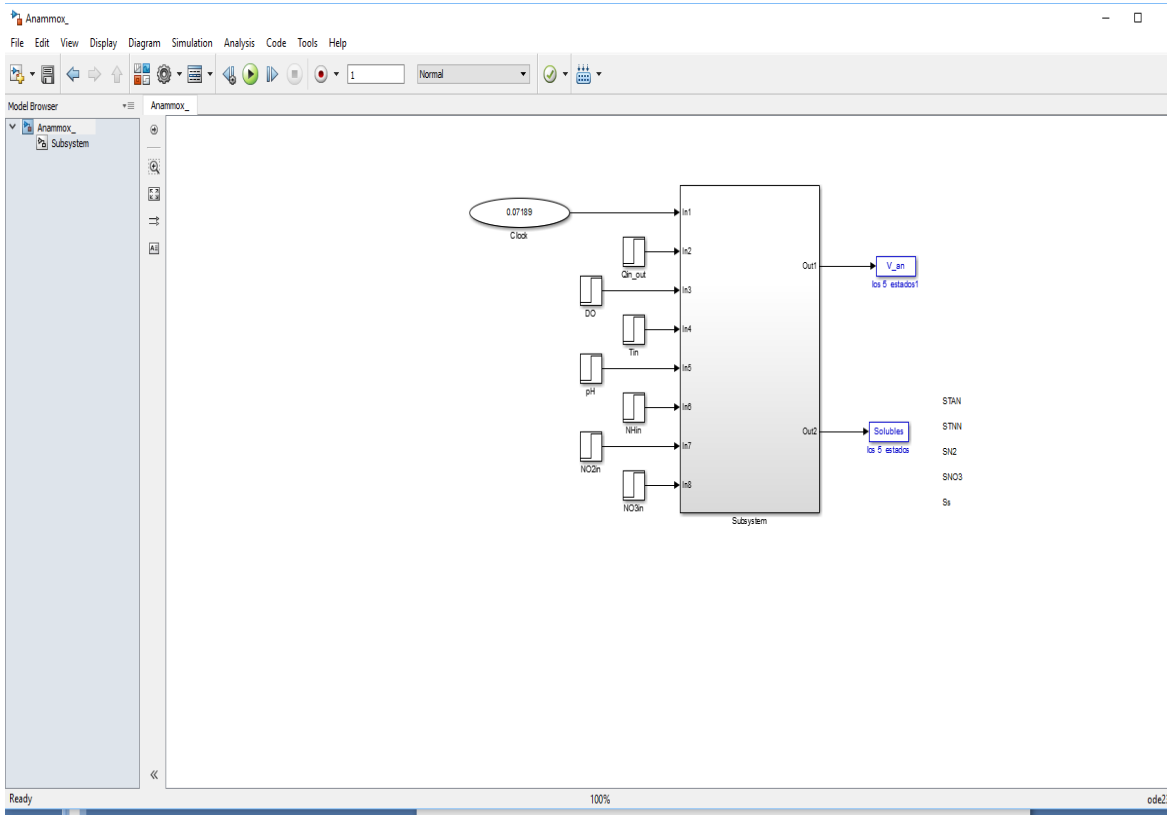 Anammox_
File Edit View Display Diagram Simulation Analysis Code Tools Help
1
Normal
Model Browser
Anammox_
Anammox_
Subsystem
0.07189
Clock
In1
Qin_out
In2
DO
In3
Tin
In4
pH
In5
NHin
In6
NO2in
In7
NO3in
In8
Out1
Out2
Subsystem
V_an
los 5 estados1
Solubles
los 5 estados
STAN
STNN
SN2
SNO3
Ss
Ready
100%